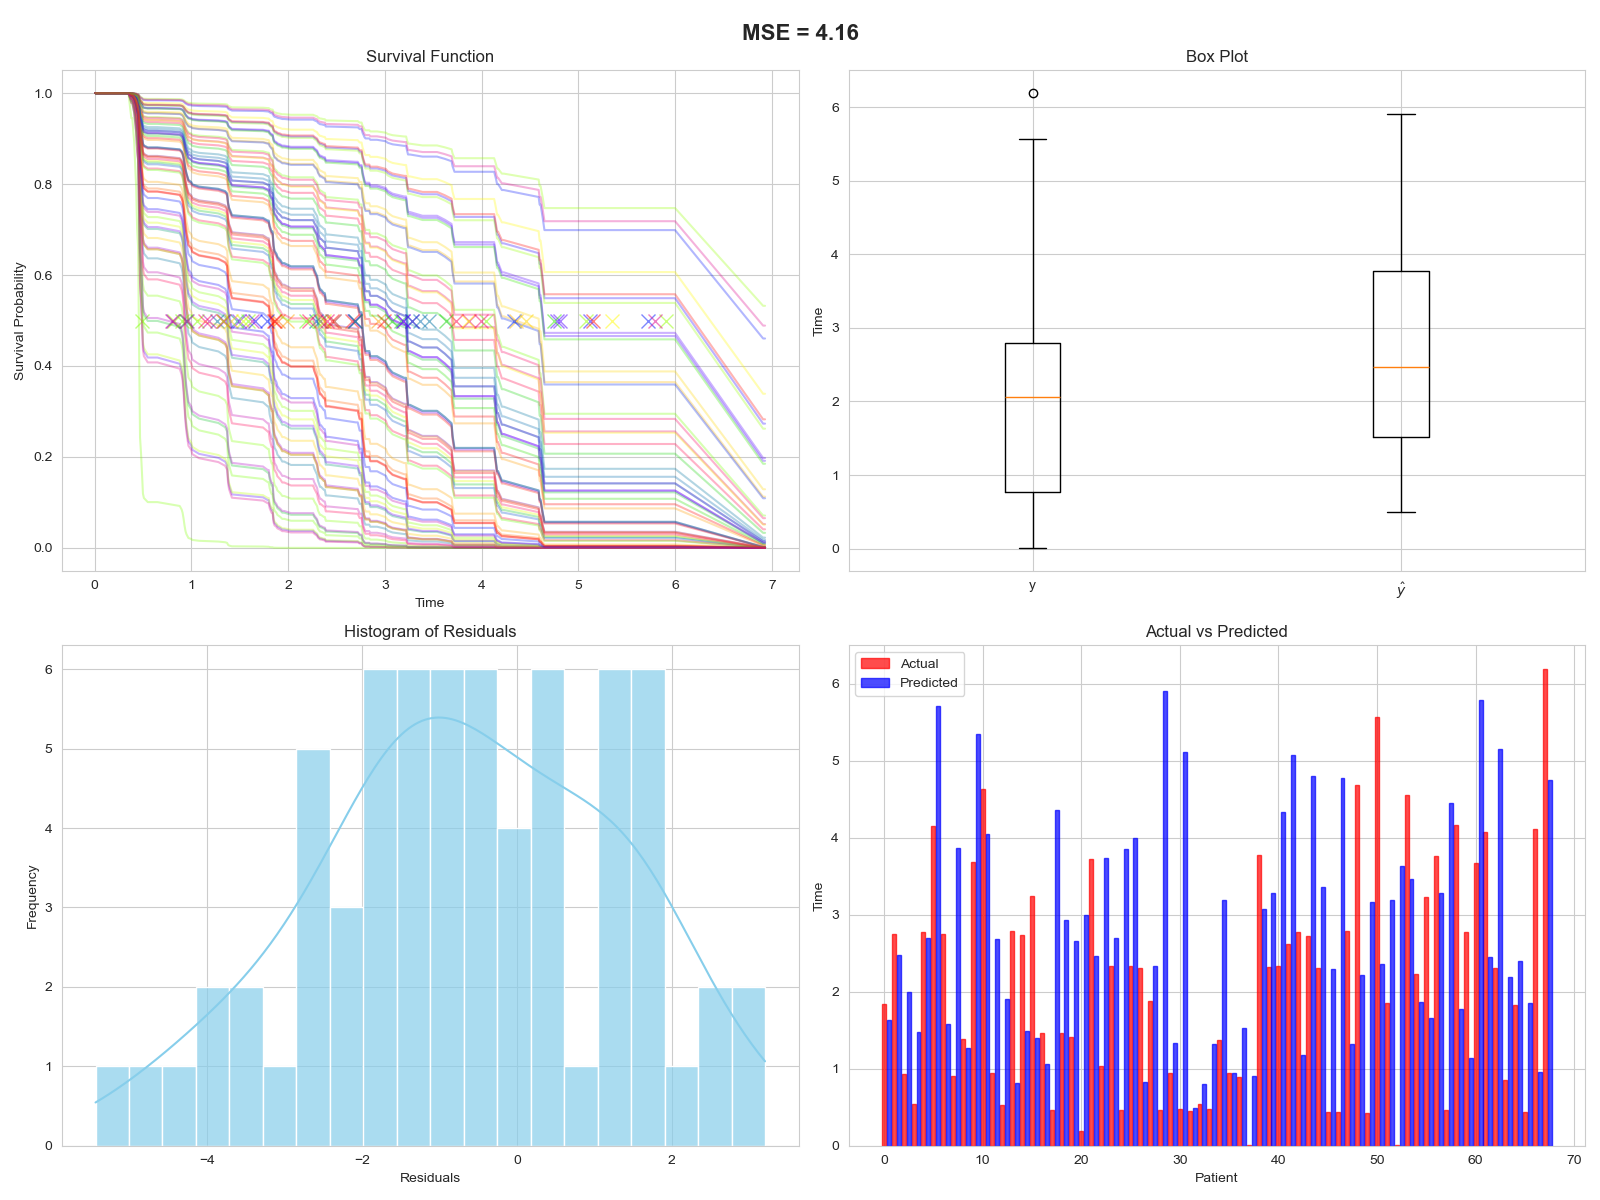 MSE = 4.16
Survival Function
Survival Probability
1.0
0.8
0.6
0.4
0.2
0.0
0 1 2 3 4 5 6 7
Time
Box Plot
Time
6
5
4
3
2
1
0
y ŷ
Histogram of Residuals
Frequency
6
5
4
3
2
1
0
−4 −2 0 2
Residuals
Actual vs Predicted
Actual
Predicted
Time
6
5
4
3
2
1
0
0 10 20 30 40 50 60 70
Patient